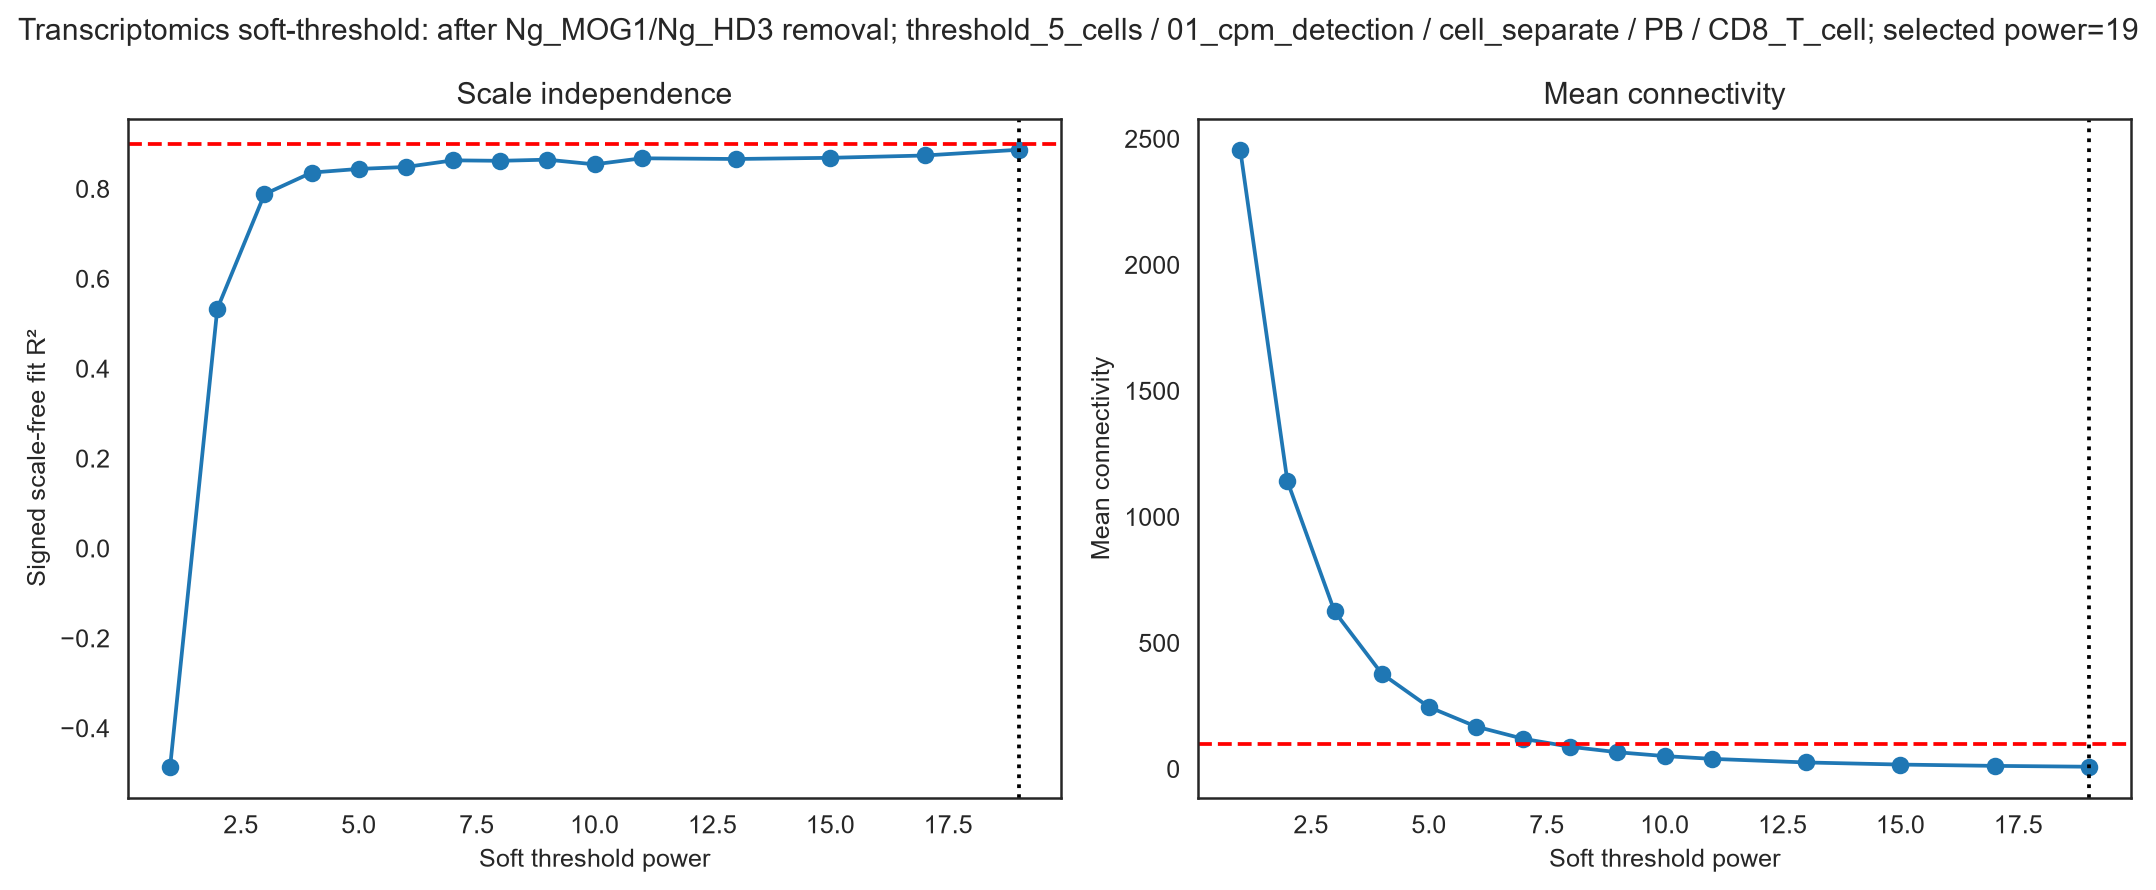 Transcriptomics soft-threshold: after Ng_MOG1/Ng_HD3 removal; threshold_5_cells / 01_cpm_detection / cell_separate / PB / CD8_T_cell; selected power=19
Scale independence
Signed scale-free fit R²
0.8
0.6
0.4
0.2
0.0
−0.2
−0.4
2.5 5.0 7.5 10.0 12.5 15.0 17.5
Soft threshold power
Mean connectivity
Mean connectivity
2500
2000
1500
1000
500
0
2.5 5.0 7.5 10.0 12.5 15.0 17.5
Soft threshold power